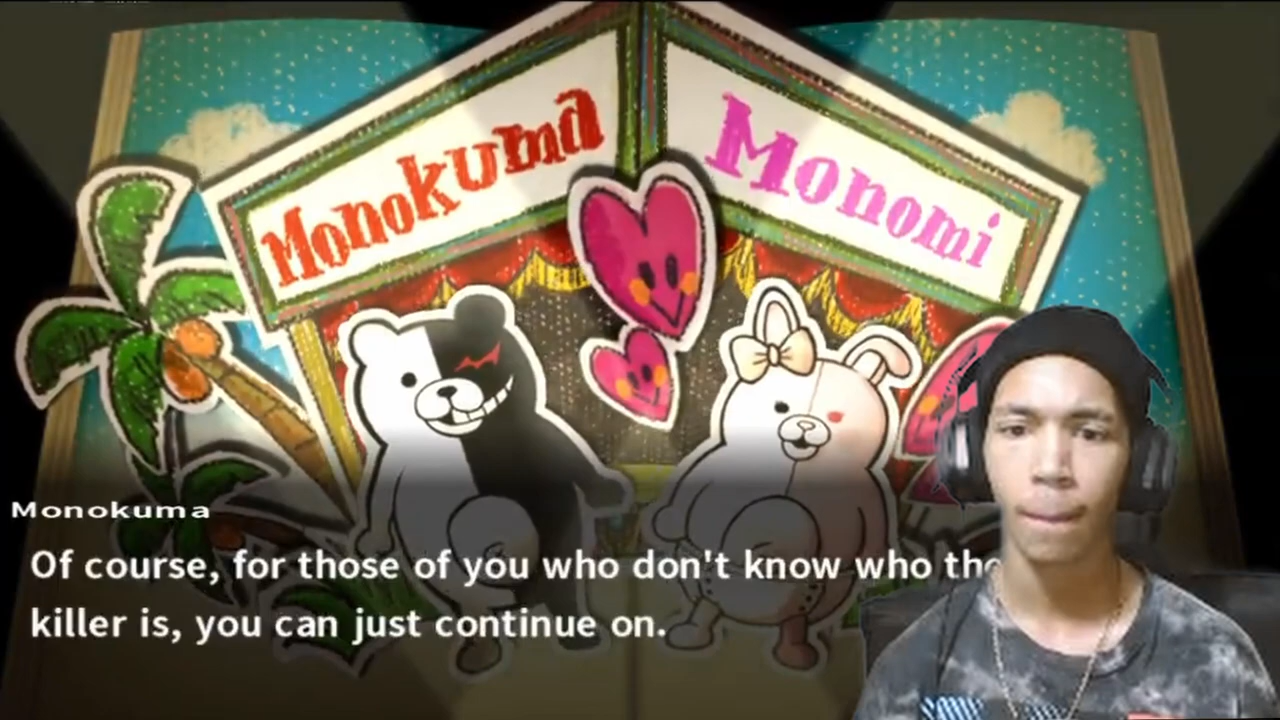 Monokuma
Monomi
Monokuma
Of course, for those of you who don't know who the
killer is, you can just continue on.